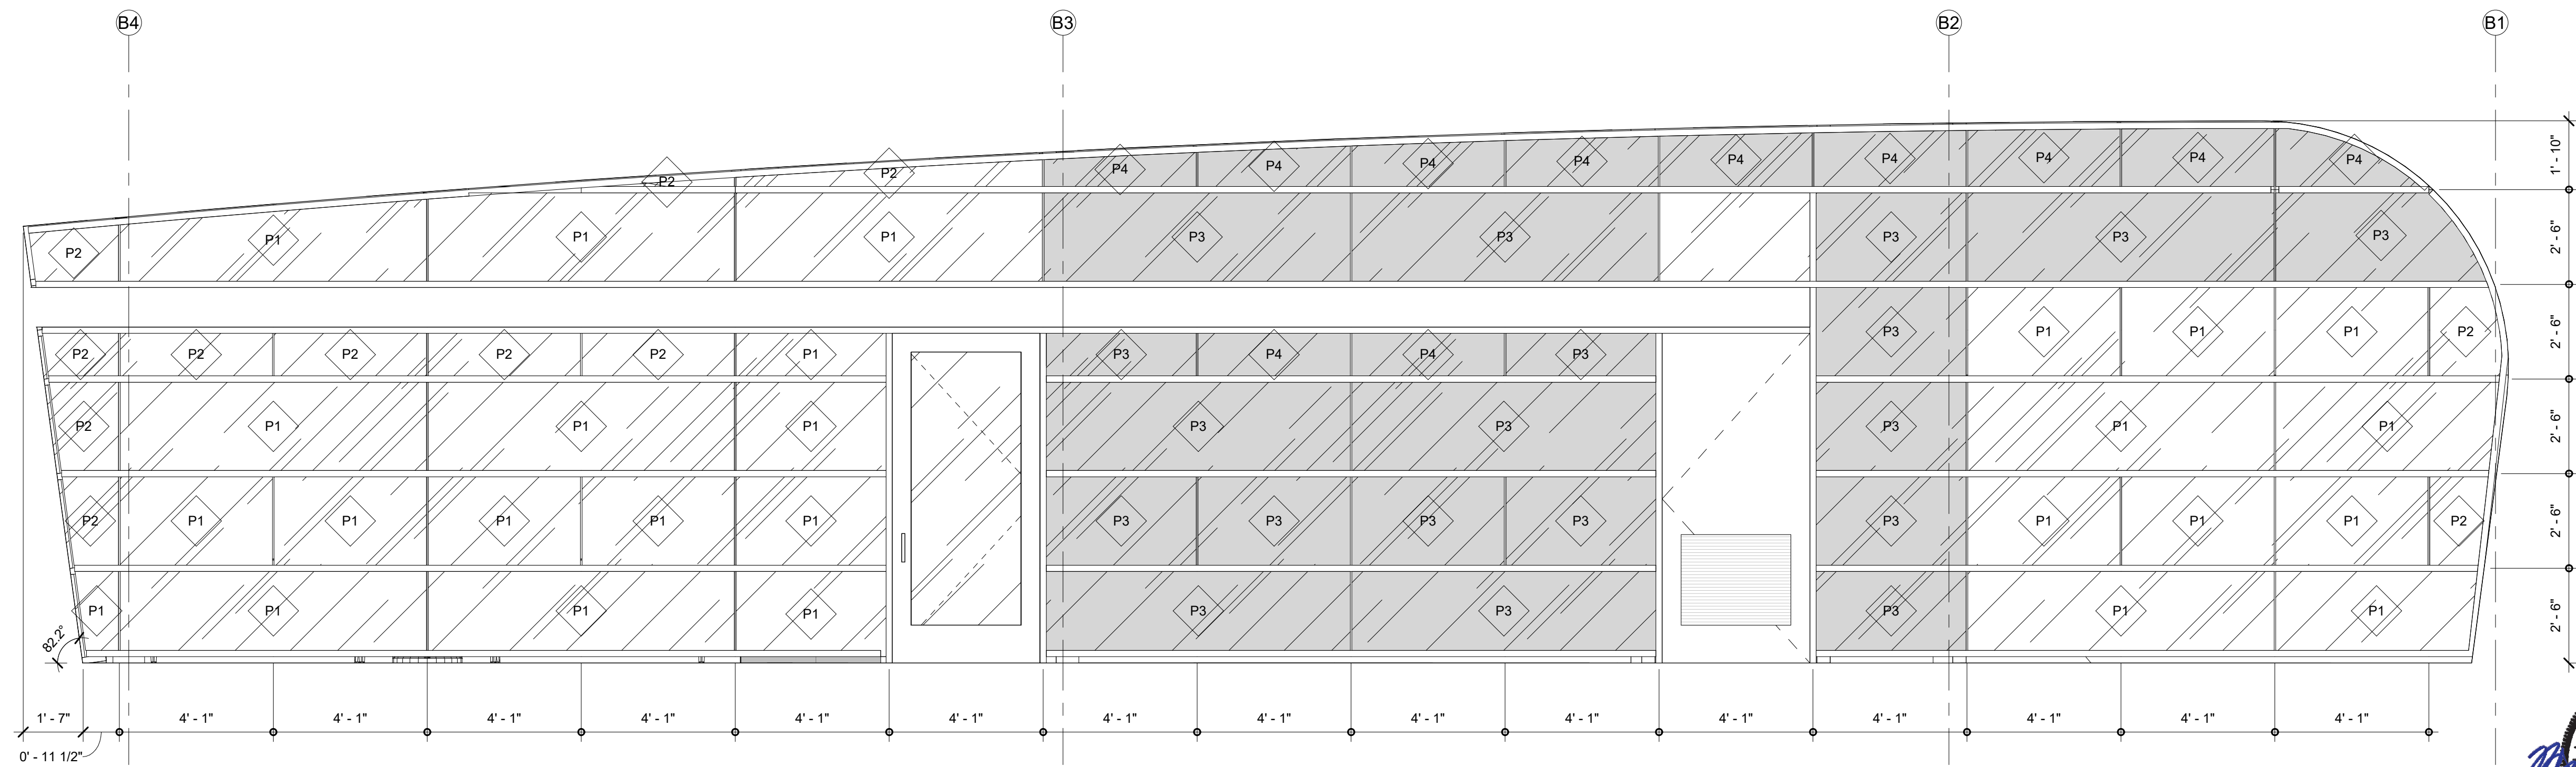 B4 B3 B2 B1
P4 P4 P4 P4 P4 P4 P4 P4 P4
P2 P2
1' - 10"
P2 P1 P1 P1 P3 P3 P3 P3 P3
2' - 6"
P3 P1 P1 P1 P2
2' - 6"
P2 P2 P2 P2 P2 P1 P3 P4 P4 P3
P2 P1 P1 P1 P3 P3 P3 P1 P1
2' - 6"
P2 P1 P1 P1 P1 P1 P3 P3 P3 P3 P3 P1 P1 P1 P2
2' - 6"
P1 P1 P1 P1 P3 P3 P3 P1 P1
2' - 6"
82.2°
1' - 7" 4' - 1" 4' - 1" 4' - 1" 4' - 1" 4' - 1" 4' - 1" 4' - 1" 4' - 1" 4' - 1" 4' - 1" 4' - 1" 4' - 1" 4' - 1" 4' - 1" 4' - 1"
0' - 11 1/2"